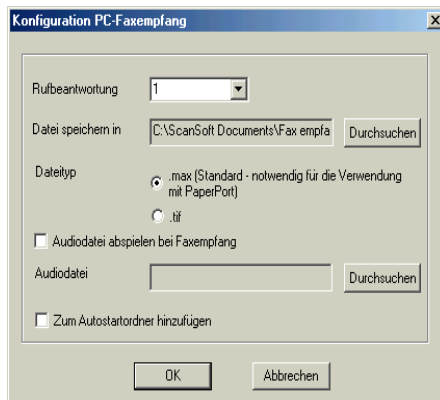 Konfiguration PC-Faxempfang
Rufbeantwortung 1
Datei speichern in C:\ScanSoft Documents\Fax empfa Durchsuchen
Dateityp .max (Standard - notwendig für die Verwendung
mit PaperPort)
.tif
Audiodatei abspielen bei Faxempfang
Audiodatei Durchsuchen
Zum Autostartordner hinzufügen
OK Abbrechen